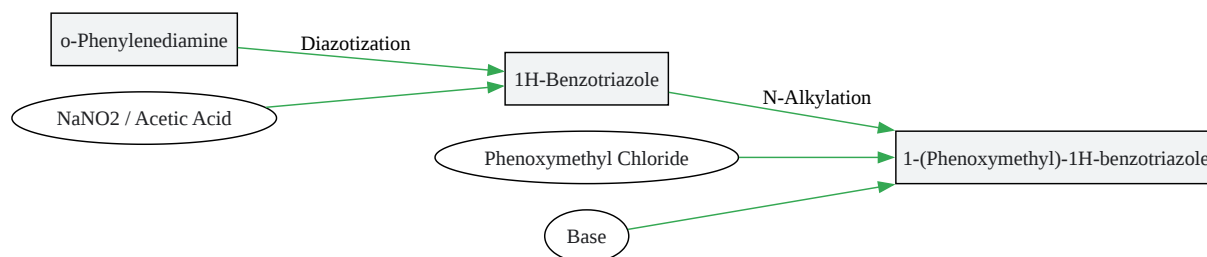 o-Phenylenediamine
Diazotization
NaNO2 / Acetic Acid
1H-Benzotriazole
N-Alkylation
Phenoxymethyl Chloride
1-(Phenoxymethyl)-1H-benzotriazole
Base